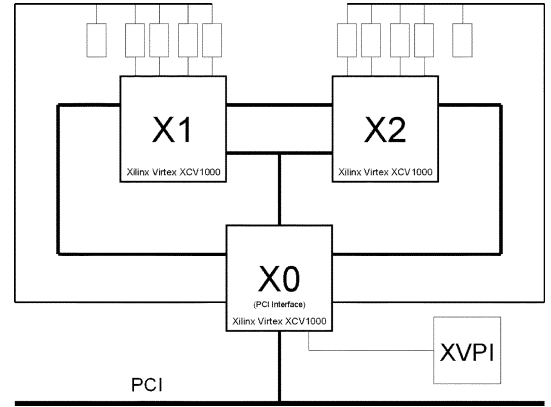 X1
Xilinx Virtex XCV1000
X2
Xilinx Virtex XCV1000
X0
(PCI Interface)
Xilinx Virtex XCV1000
XVPI
PCI